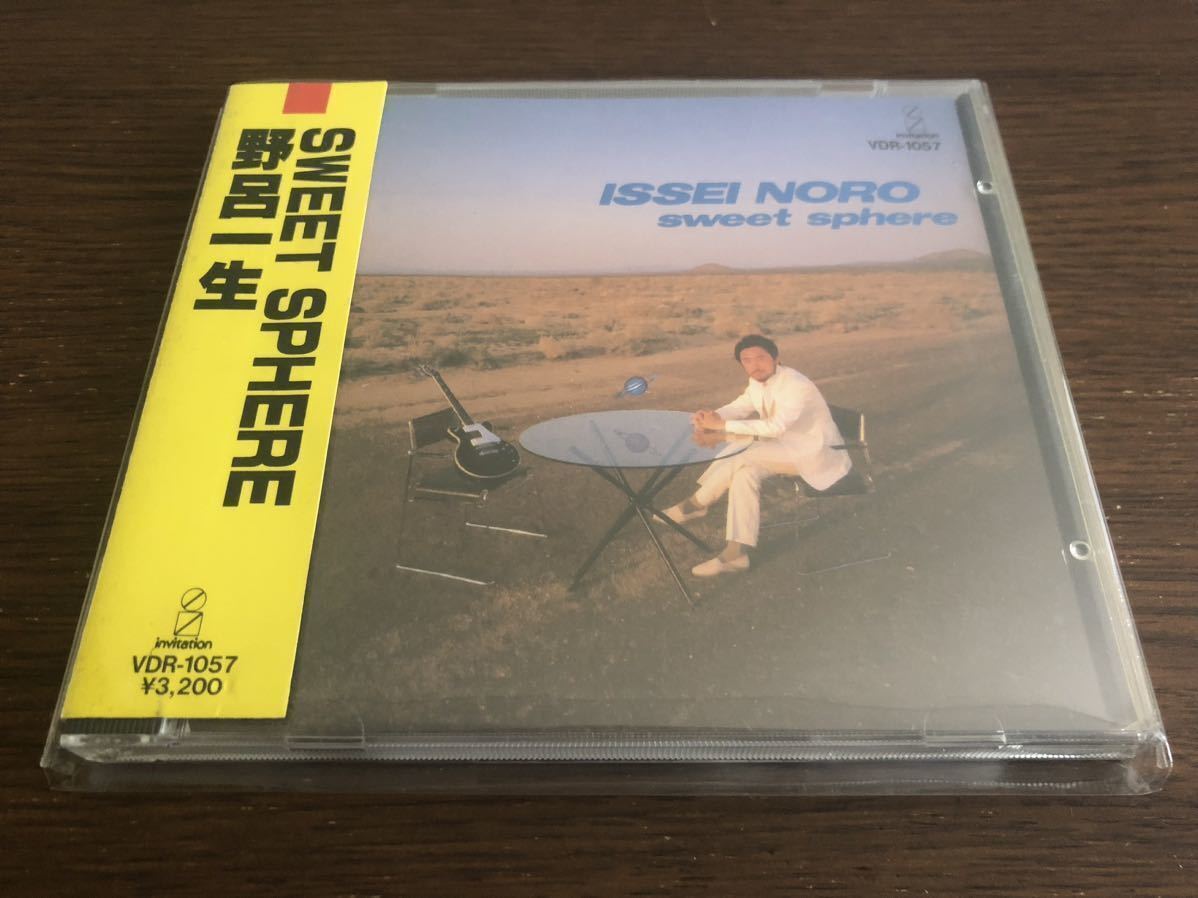 SWEET SPHERE
野呂一生
invitation
VDR-1057
¥3,200
invitation
VDR-1057
ISSEI NORO
sweet sphere